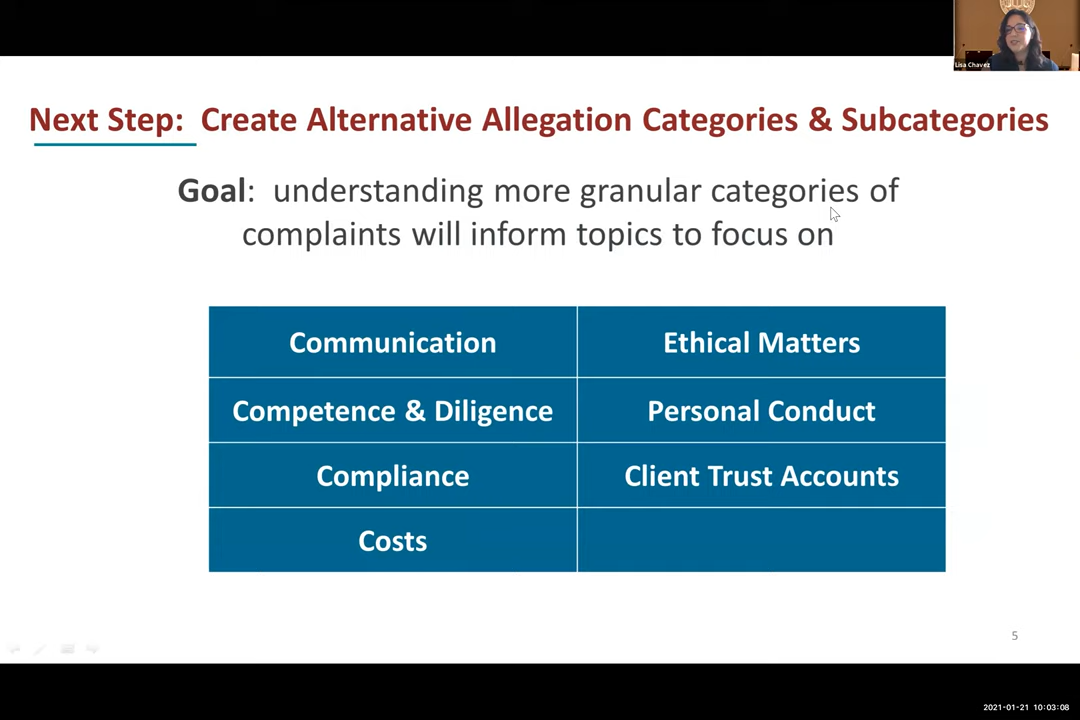 Lisa Chavez
Next Step: Create Alternative Allegation Categories & Subcategories
Goal: understanding more granular categories of
complaints will inform topics to focus on
Communication
Ethical Matters
Competence & Diligence
Personal Conduct
Compliance
Client Trust Accounts
Costs
5
2021-01-21 10:03:08